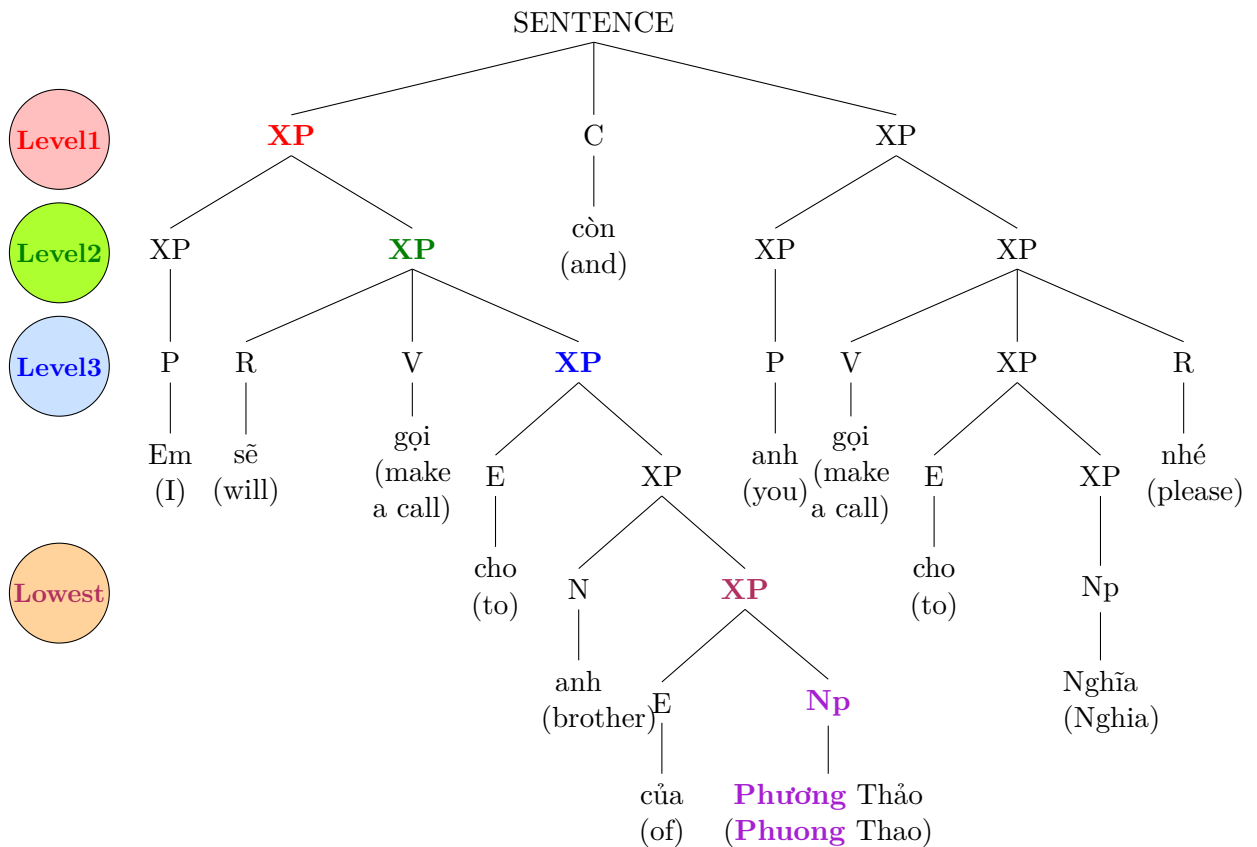 SENTENCE
Level1 XP C XP
còn
(and)
Level2 XP XP XP XP
Level3 P R V XP P V XP R
Em
(I)
sẽ
(will)
gọi
(make
a call)
E XP
anh
(you)
gọi
(make
a call)
E XP
nhé
(please)
Lowest
cho
(to)
N XP
cho
(to)
Np
anh
(brother)
E Np
Nghĩa
(Nghia)
của
(of)
Phương Thảo
(Phuong Thao)